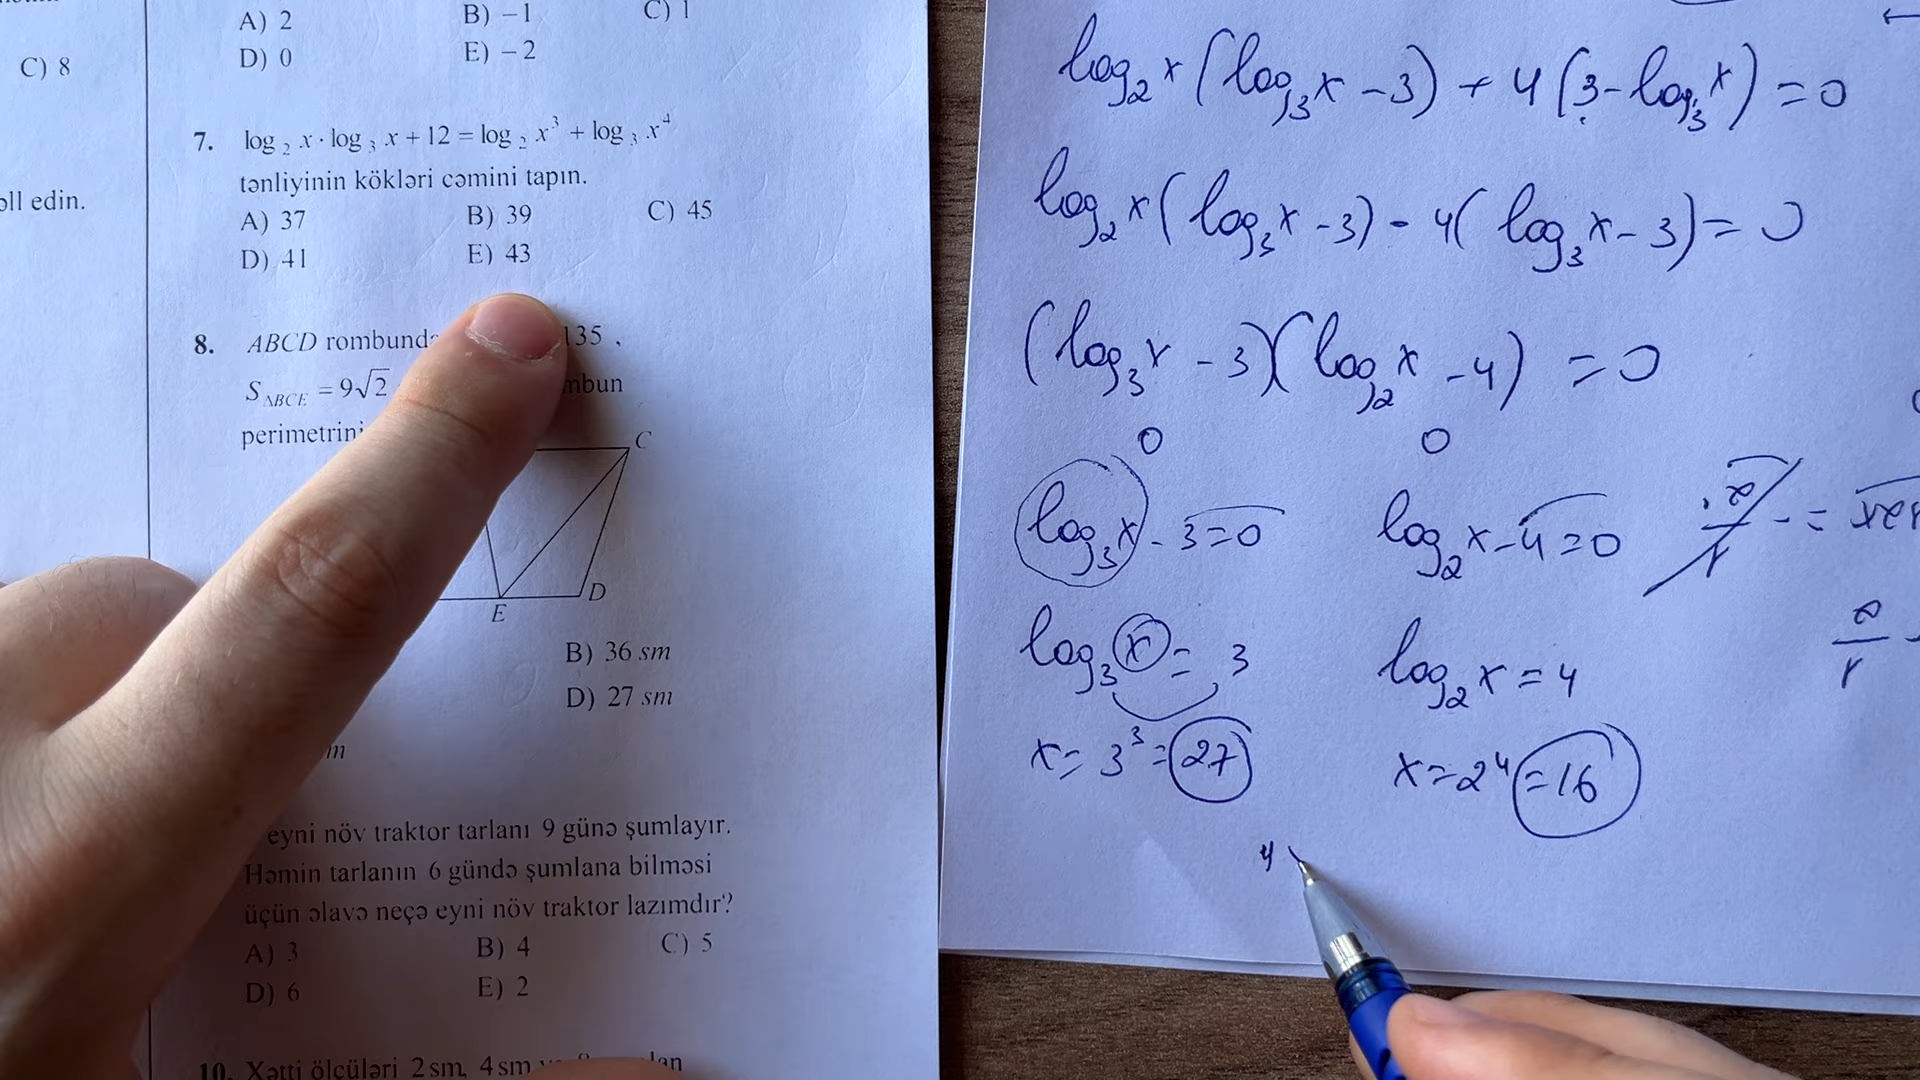 C) 8
öll edin.
A) 2 B) −1 C) 1
D) 0 E) −2
7. log₂ x · log₃ x + 12 = log₂ x³ + log₃ x⁴
tənliyinin kökləri cəmini tapın.
A) 37 B) 39 C) 45
D) 41 E) 43
8. ABCD rombunda 135 ,
S△BCE = 9√2 mbun
perimetrini
C
E
D
B) 36 sm
D) 27 sm
m
eyni növ traktor tarlanı 9 günə şumlayır.
Həmin tarlanın 6 gündə şumlana bilməsi
üçün əlavə neçə eyni növ traktor lazımdır?
A) 3 B) 4 C) 5
D) 6 E) 2
10. Xətti ölçüləri 2 sm, 4 sm
log₂x (log₃x − 3) + 4 (3 − log₃x) = 0
log₂x (log₃x − 3) − 4 (log₃x − 3) = 0
(log₃x − 3)(log₂x − 4) = 0
0 0
log₃x − 3 = 0 log₂x − 4 = 0
log₃x = 3 log₂x = 4
x = 3³ = 27 x = 2⁴ = 16
4